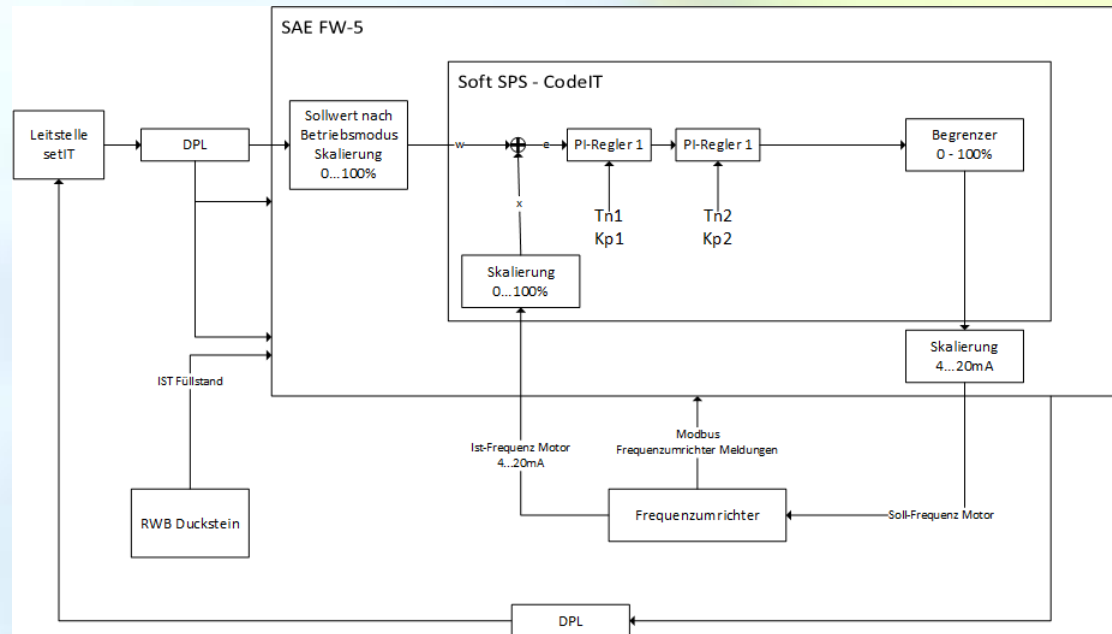 SAE FW-5
Soft SPS - CodeIT
Leitstelle
setIT
DPL
Sollwert nach
Betriebsmodus
Skalierung
0...100%
w
e
x
PI-Regler 1
PI-Regler 1
Begrenzer
0 - 100%
Tn1
Kp1
Tn2
Kp2
Skalierung
0...100%
Skalierung
4...20mA
IST Füllstand
Ist-Frequenz Motor
4...20mA
Modbus
Frequenzumrichter Meldungen
RWB Duckstein
Frequenzumrichter
Soll-Frequenz Motor
DPL